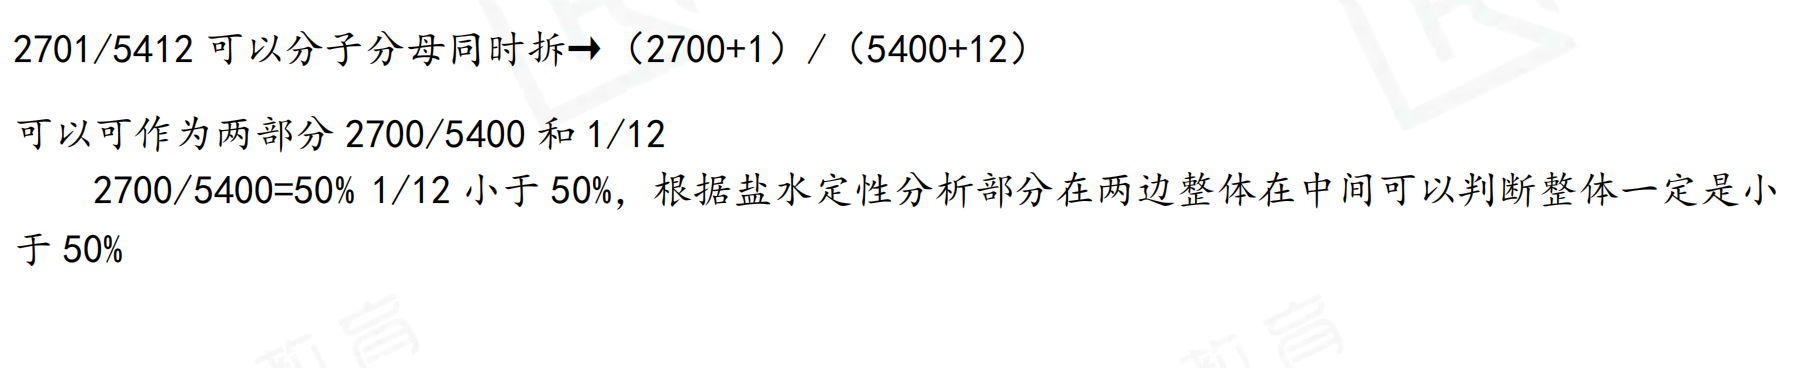 2701/5412 可以分子分母同时拆→（2700+1）/（5400+12）
可以可作为两部分 2700/5400 和 1/12
2700/5400=50% 1/12 小于 50%，根据盐水定性分析部分在两边整体在中间可以判断整体一定是小
于 50%
育
育